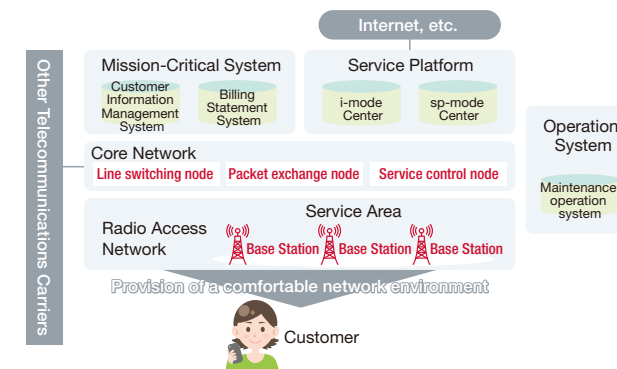 Internet, etc.
Other Telecommunications Carriers
Mission-Critical System
Customer
Information
Management
System
Billing
Statement
System
Service Platform
i-mode
Center
sp-mode
Center
Operation
System
Maintenance
operation
system
Core Network
Line switching node
Packet exchange node
Service control node
Service Area
Radio Access
Network
Base Station
Base Station
Base Station
Provision of a comfortable network environment
Customer